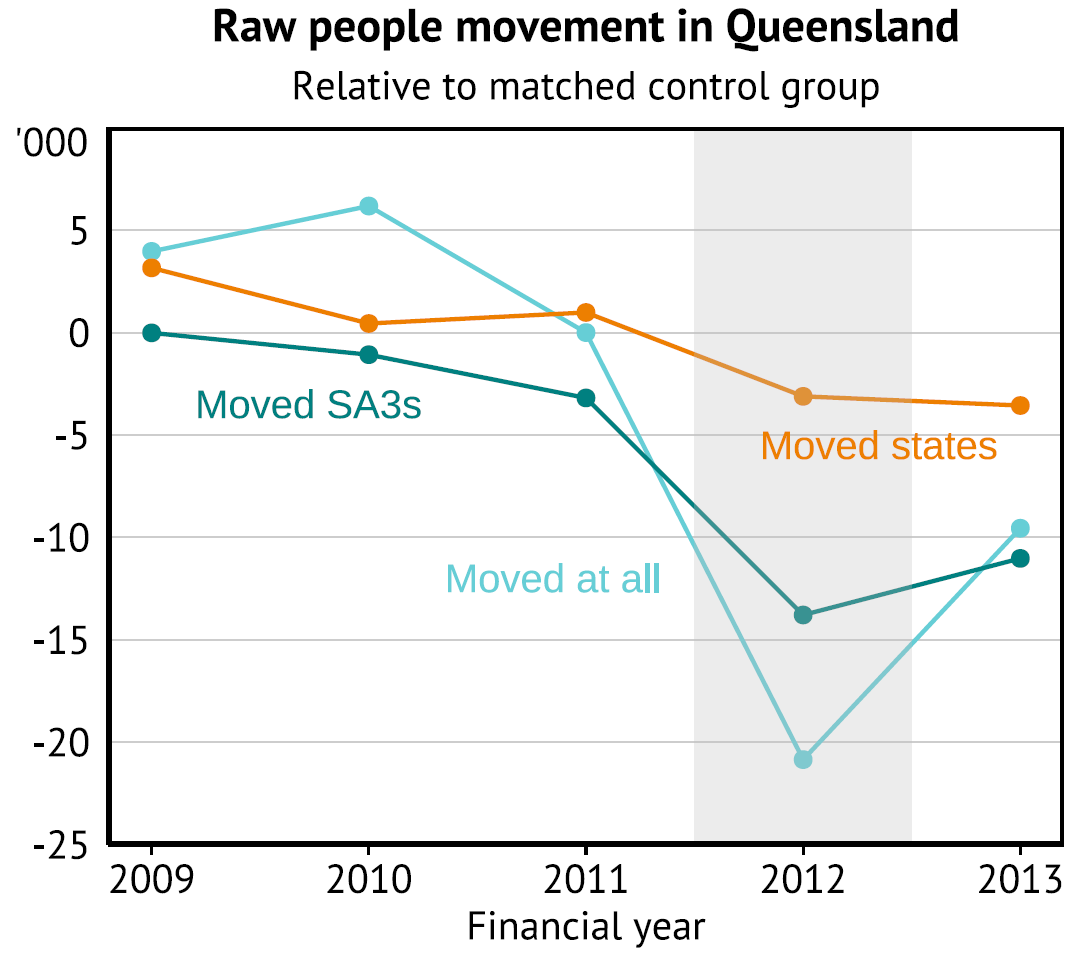 Raw people movement in Queensland
Relative to matched control group
'000
5
0
Moved SA3s
-5
Moved states
-10
Moved at all
-15
-20
-25
2009 2010 2011 2012 2013
Financial year